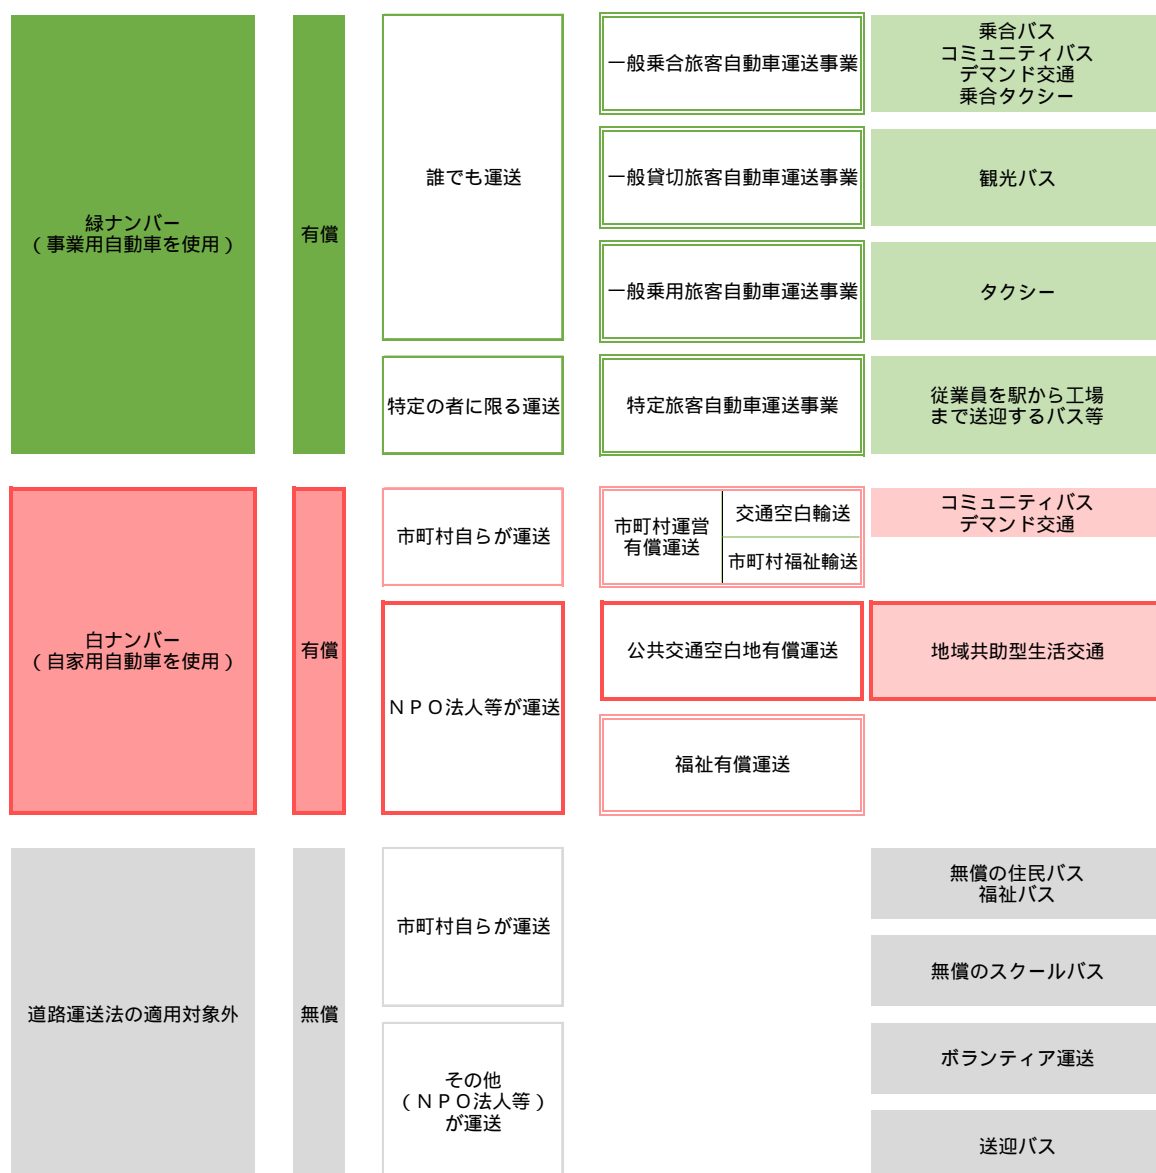 緑ナンバー
（事業用自動車を使用）
有償
誰でも運送
一般乗合旅客自動車運送事業
乗合バス
コミュニティバス
デマンド交通
乗合タクシー
一般貸切旅客自動車運送事業
観光バス
一般乗用旅客自動車運送事業
タクシー
特定の者に限る運送
特定旅客自動車運送事業
従業員を駅から工場
まで送迎するバス等
白ナンバー
（自家用自動車を使用）
有償
市町村自らが運送
市町村運営
有償運送
交通空白輸送
市町村福祉輸送
コミュニティバス
デマンド交通
ＮＰＯ法人等が運送
公共交通空白地有償運送
地域共助型生活交通
福祉有償運送
道路運送法の適用対象外
無償
市町村自らが運送
無償の住民バス
福祉バス
無償のスクールバス
その他
（ＮＰＯ法人等）
が運送
ボランティア運送
送迎バス